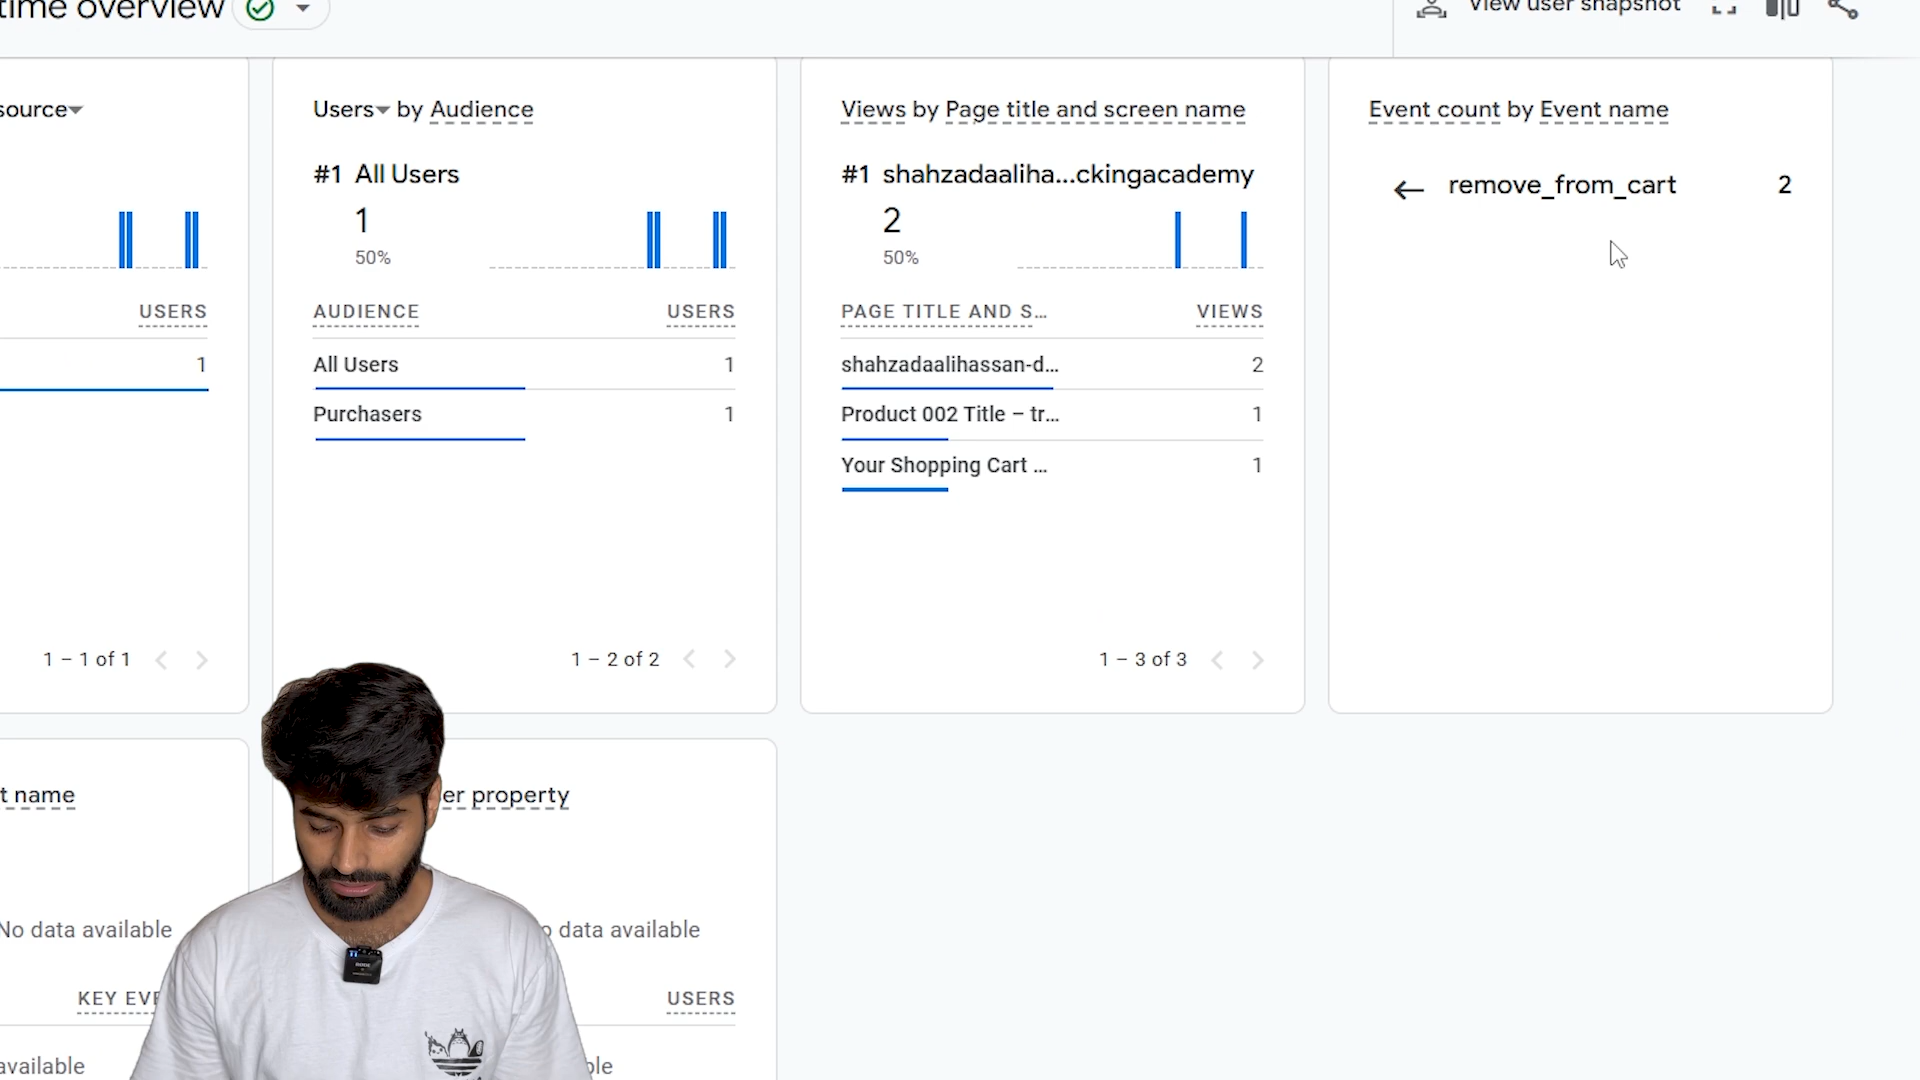 time overview
View user snapshot
source
USERS
1
1 – 1 of 1
Users by Audience
#1 All Users
1
50%
AUDIENCE USERS
All Users 1
Purchasers 1
1 – 2 of 2
Views by Page title and screen name
#1 shahzadaaliha...ckingacademy
2
50%
PAGE TITLE AND S... VIEWS
shahzadaalihassan-d... 2
Product 002 Title – tr... 1
Your Shopping Cart ... 1
1 – 3 of 3
Event count by Event name
remove_from_cart 2
t name
No data available
KEY EVE
available
er property
o data available
USERS
ble